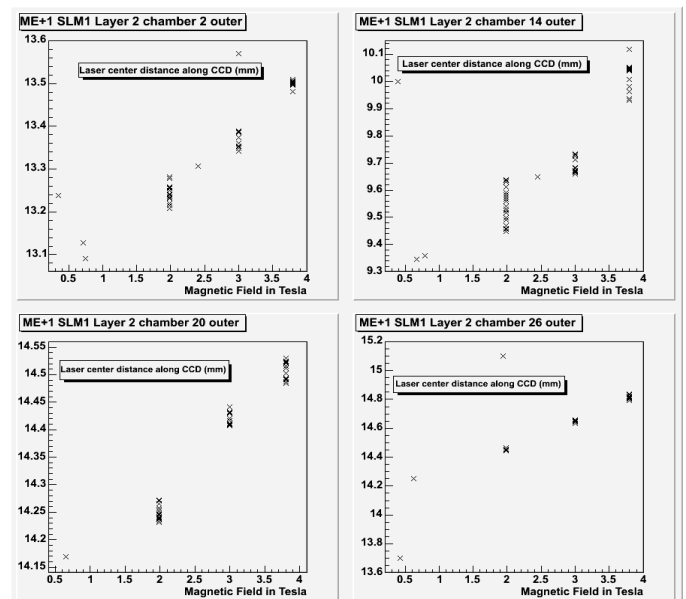 ME+1 SLM1 Layer 2 chamber 2 outer
13.6
13.5
13.4
13.3
13.2
13.1
Laser center distance along CCD (mm)
0.5 1 1.5 2 2.5 3 3.5 4
Magnetic Field in Tesla
ME+1 SLM1 Layer 2 chamber 14 outer
10.1
10
9.9
9.8
9.7
9.6
9.5
9.4
9.3
Laser center distance along CCD (mm)
0.5 1 1.5 2 2.5 3 3.5 4
Magnetic Field in Tesla
ME+1 SLM1 Layer 2 chamber 20 outer
14.55
14.5
14.45
14.4
14.35
14.3
14.25
14.2
14.15
Laser center distance along CCD (mm)
0.5 1 1.5 2 2.5 3 3.5 4
Magnetic Field in Tesla
ME+1 SLM1 Layer 2 chamber 26 outer
15.2
15
14.8
14.6
14.4
14.2
14
13.8
13.6
Laser center distance along CCD (mm)
0.5 1 1.5 2 2.5 3 3.5 4
Magnetic Field in Tesla